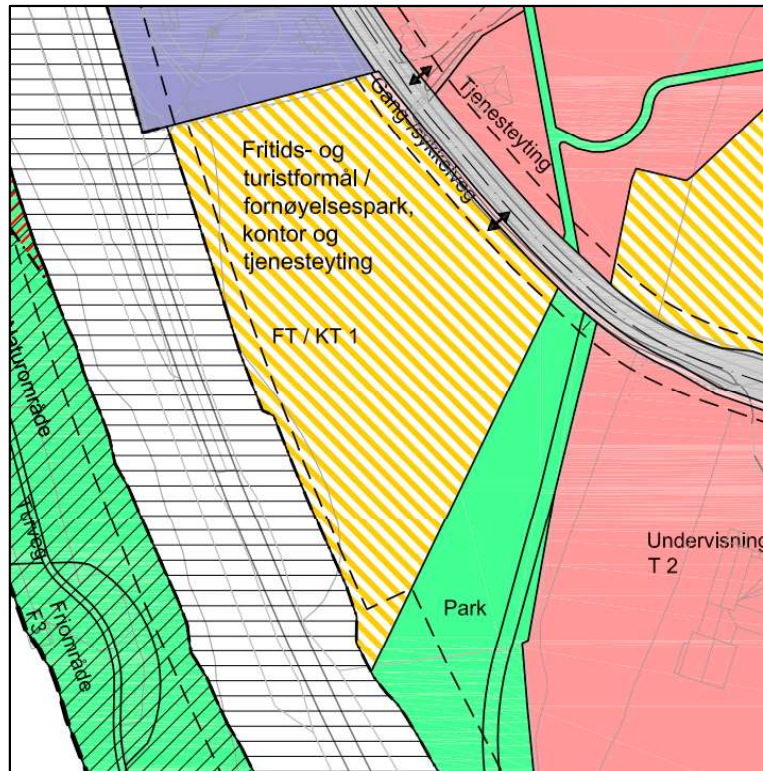 Gang-/sykkelveg
Tjenesteyting
Fritids- og
turistformål /
fornøyelsespark,
kontor og
tjenesteyting
FT / KT 1
Naturområde
Turveg
Friområde
F3
Park
Undervisning
T 2